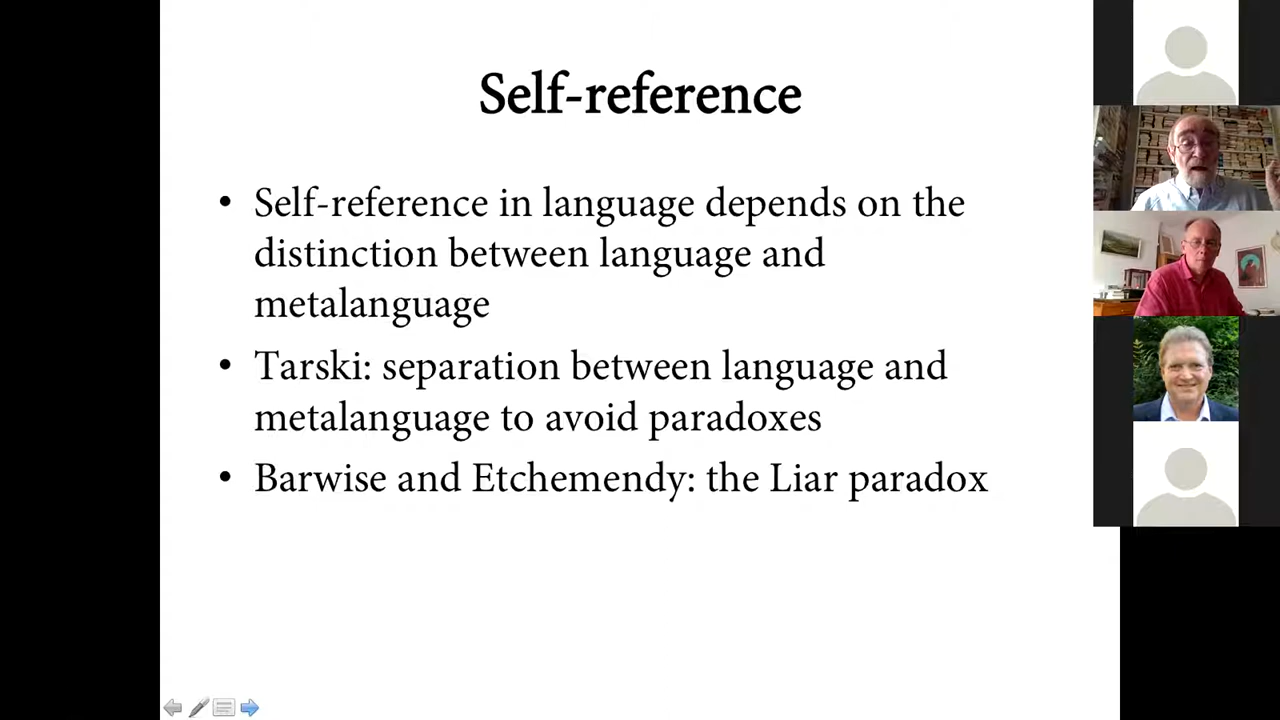 Self-reference
• Self-reference in language depends on the
distinction between language and
metalanguage
• Tarski: separation between language and
metalanguage to avoid paradoxes
• Barwise and Etchemendy: the Liar paradox